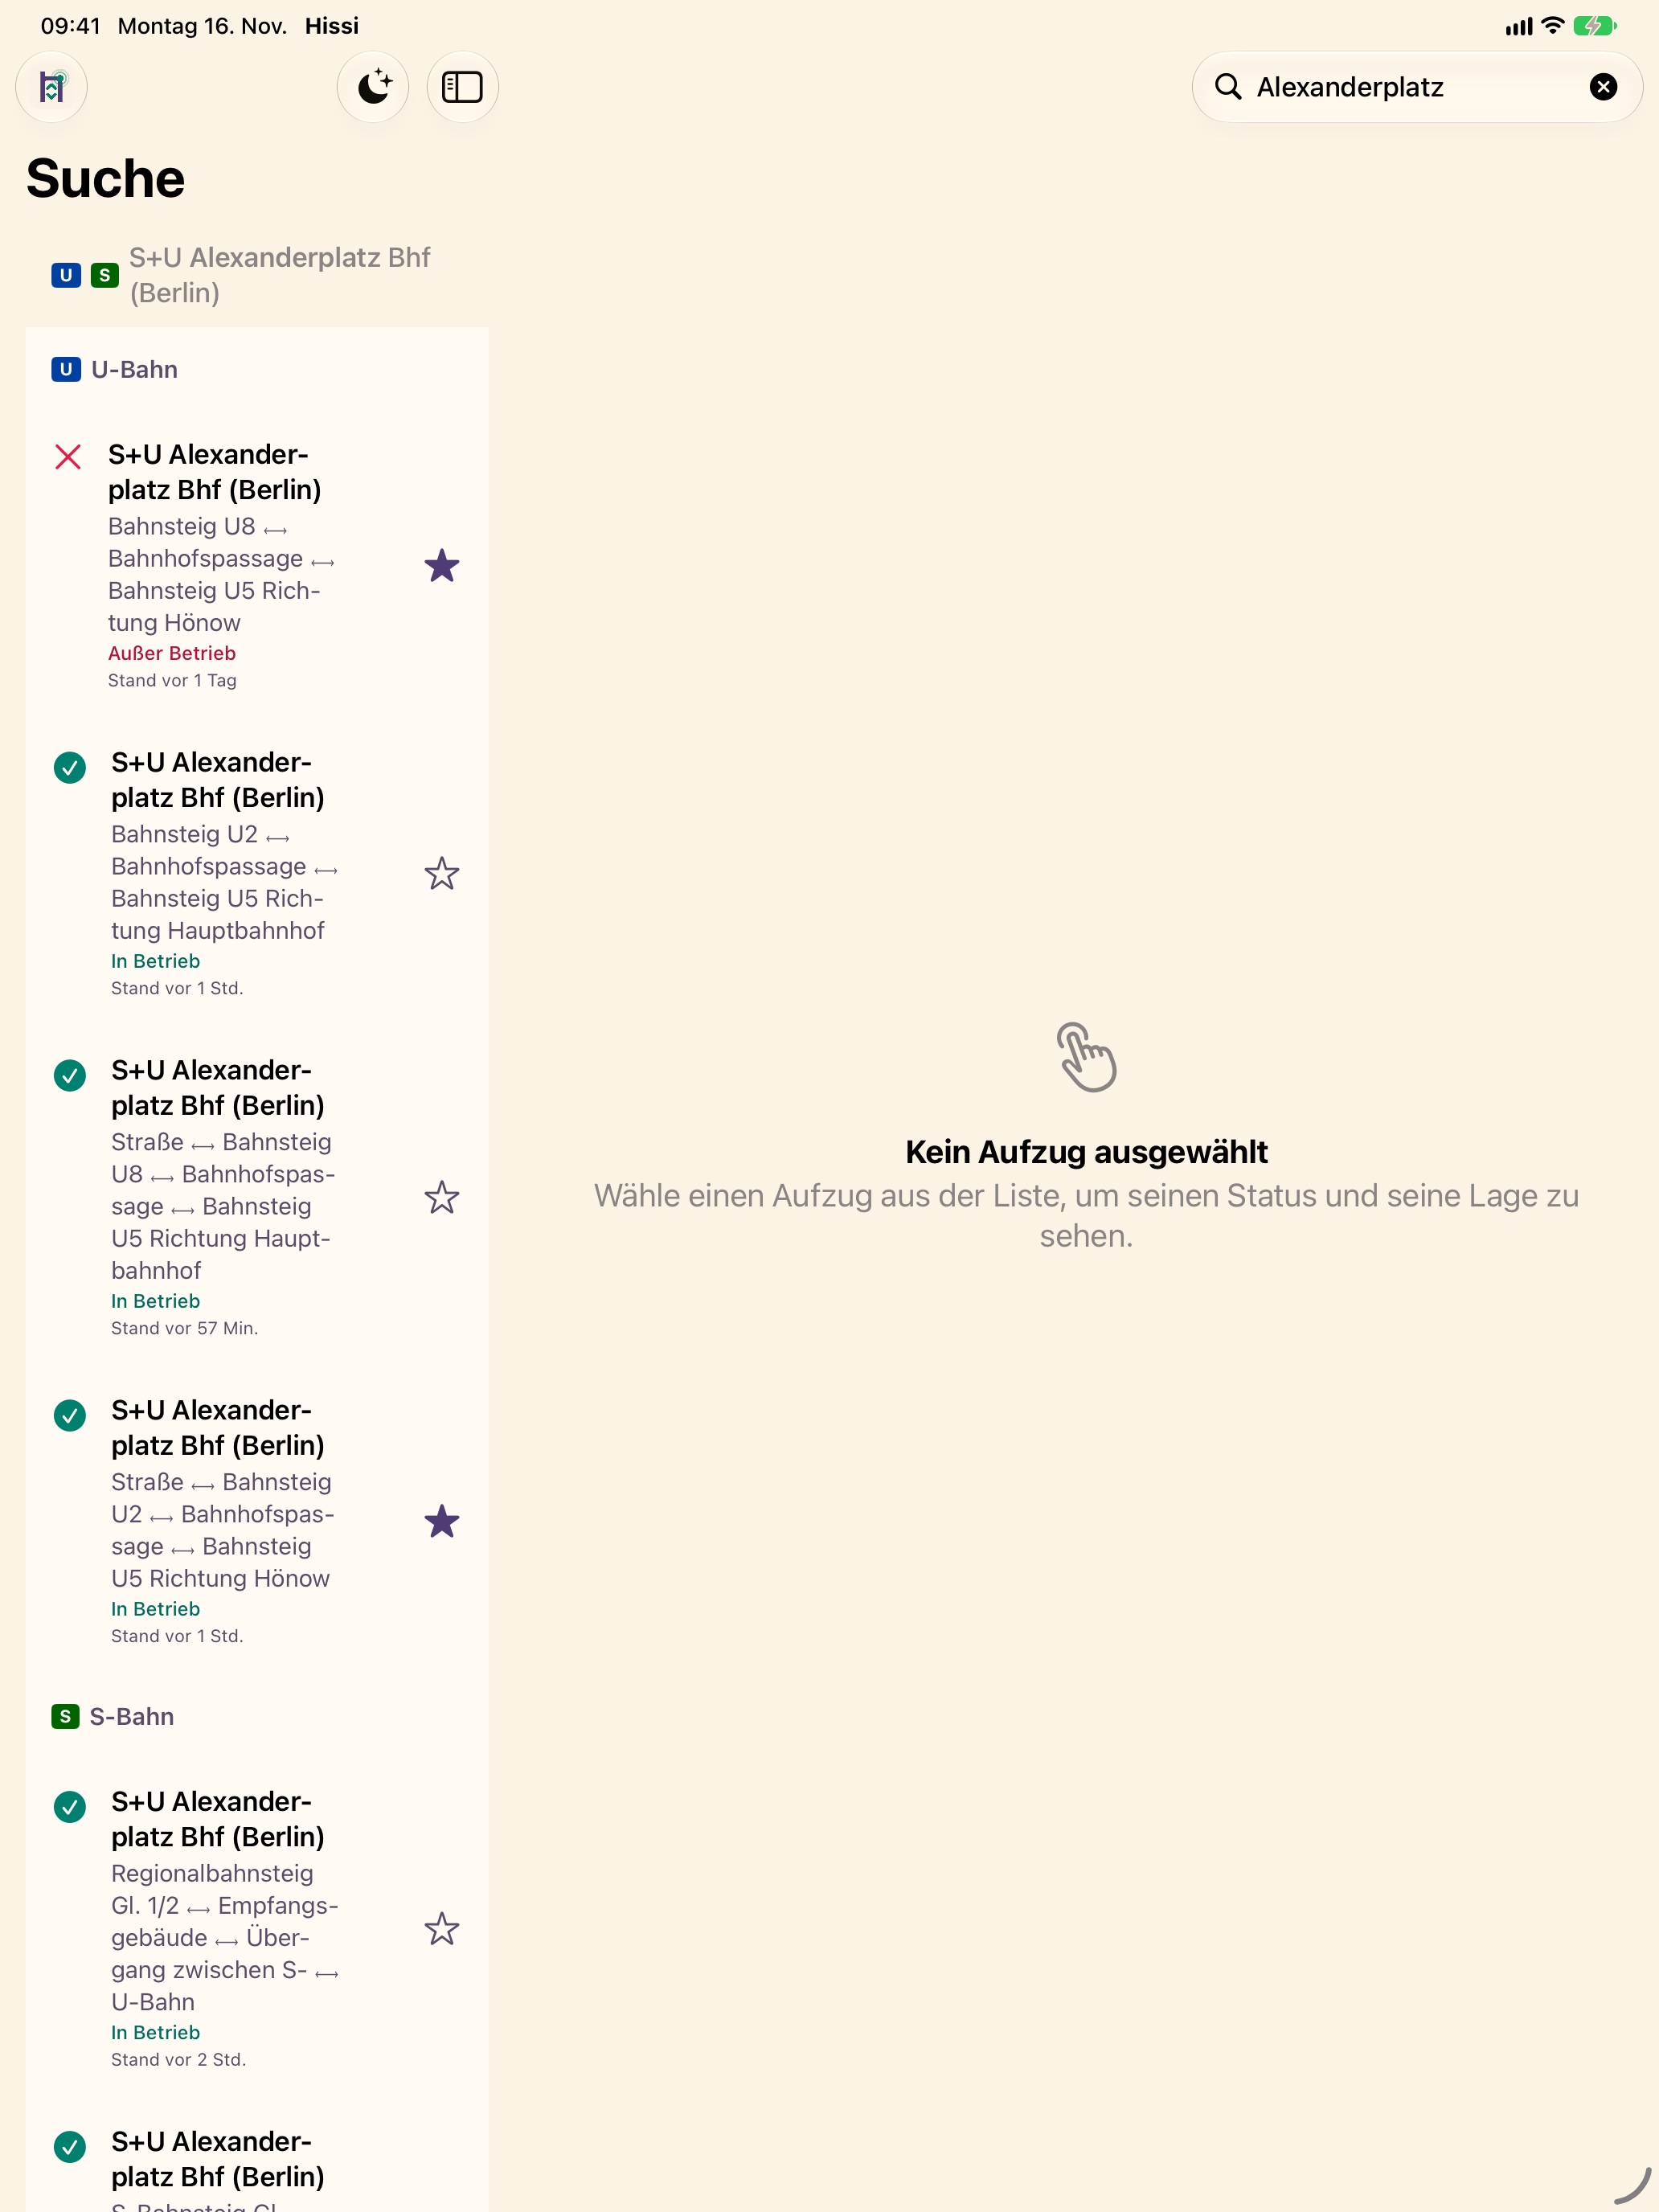 09:41 Montag 16. Nov. Hissi
Alexanderplatz
Suche
U S S+U Alexanderplatz Bhf
(Berlin)
U U-Bahn
S+U Alexander-
platz Bhf (Berlin)
Bahnsteig U8 ⟷
Bahnhofspassage ⟷
Bahnsteig U5 Rich-
tung Hönow
Außer Betrieb
Stand vor 1 Tag
S+U Alexander-
platz Bhf (Berlin)
Bahnsteig U2 ⟷
Bahnhofspassage ⟷
Bahnsteig U5 Rich-
tung Hauptbahnhof
In Betrieb
Stand vor 1 Std.
S+U Alexander-
platz Bhf (Berlin)
Straße ⟷ Bahnsteig
U8 ⟷ Bahnhofspas-
sage ⟷ Bahnsteig
U5 Richtung Haupt-
bahnhof
In Betrieb
Stand vor 57 Min.
S+U Alexander-
platz Bhf (Berlin)
Straße ⟷ Bahnsteig
U2 ⟷ Bahnhofspas-
sage ⟷ Bahnsteig
U5 Richtung Hönow
In Betrieb
Stand vor 1 Std.
S S-Bahn
S+U Alexander-
platz Bhf (Berlin)
Regionalbahnsteig
Gl. 1/2 ⟷ Empfangs-
gebäude ⟷ Über-
gang zwischen S- ⟷
U-Bahn
In Betrieb
Stand vor 2 Std.
S+U Alexander-
platz Bhf (Berlin)
S-Bahnsteig Gl.
Kein Aufzug ausgewählt
Wähle einen Aufzug aus der Liste, um seinen Status und seine Lage zu
sehen.